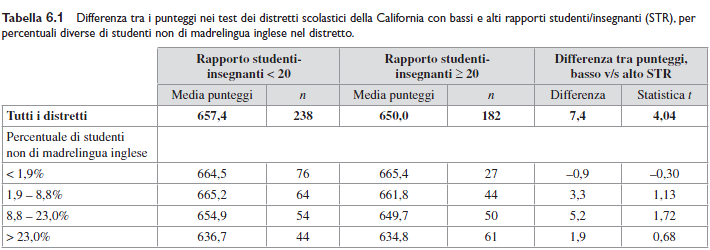 Tabella 6.1 Differenza tra i punteggi nei test dei distretti scolastici della California con bassi e alti rapporti studenti/insegnanti (STR), per
percentuali diverse di studenti non di madrelingua inglese nel distretto.
Rapporto studenti-insegnanti < 20 Rapporto studenti-insegnanti ≥ 20 Differenza tra punteggi, basso v/s alto STR
Media punteggi n Media punteggi n Differenza Statistica t
Tutti i distretti 657,4 238 650,0 182 7,4 4,04
Percentuale di studenti
non di madrelingua inglese
< 1,9% 664,5 76 665,4 27 –0,9 –0,30
1,9 – 8,8% 665,2 64 661,8 44 3,3 1,13
8,8 – 23,0% 654,9 54 649,7 50 5,2 1,72
> 23,0% 636,7 44 634,8 61 1,9 0,68